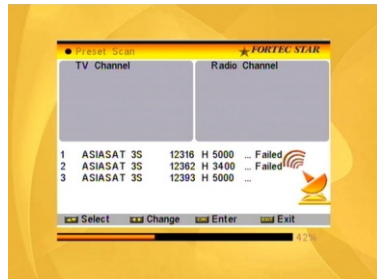 Preset Scan
FORTEC STAR
TV Channel Radio Channel
1 ASIASAT 3S 12316 H 5000 ... Failed
2 ASIASAT 3S 12362 H 3400 ... Failed
3 ASIASAT 3S 12393 H 5000 ...
Select Change Enter Exit
42%